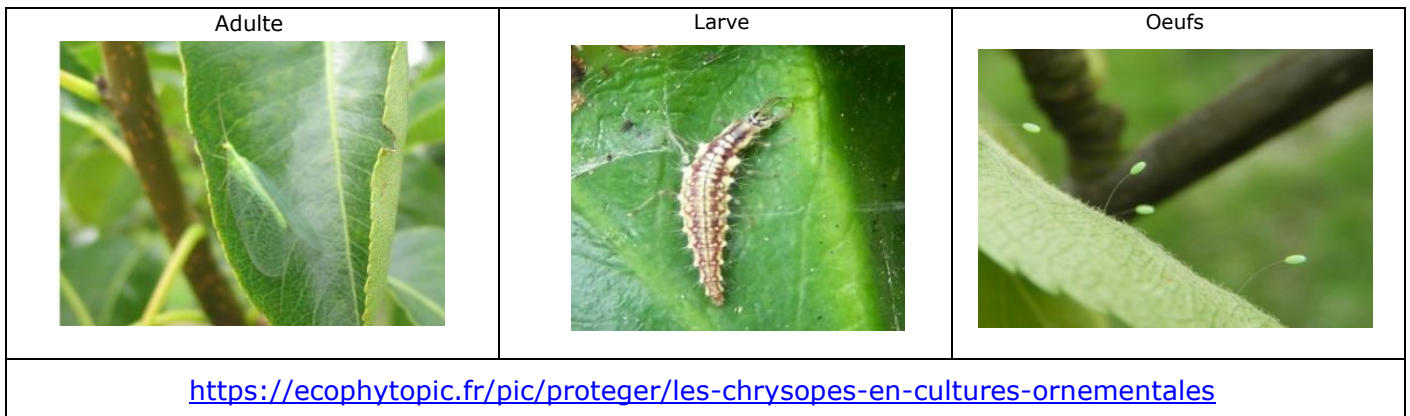 Adulte
Larve
Oeufs
https://ecophytopic.fr/pic/proteger/les-chrysopes-en-cultures-ornementales